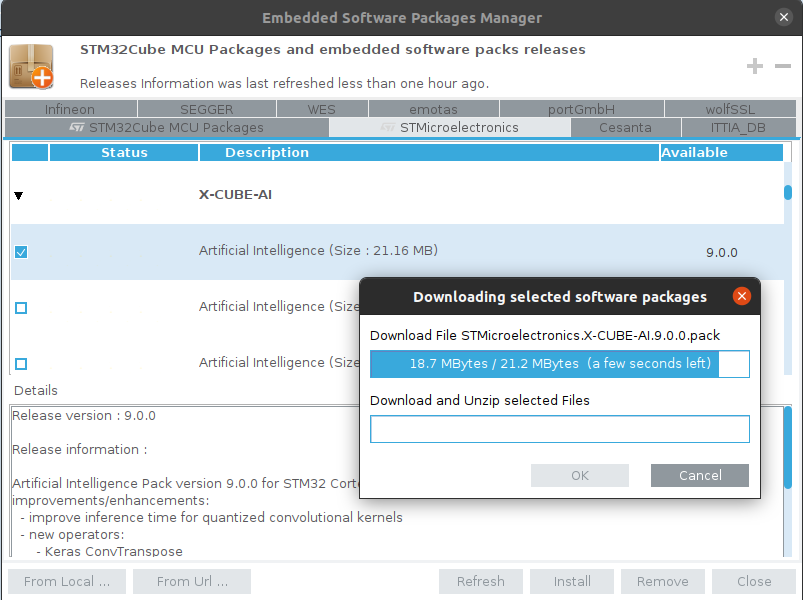 Embedded Software Packages Manager
STM32Cube MCU Packages and embedded software packs releases
Releases Information was last refreshed less than one hour ago.
Infineon SEGGER WES emotas portGmbH wolfSSL
STM32Cube MCU Packages STMicroelectronics Cesanta ITTIA_DB
Status Description Available
X-CUBE-AI
Artificial Intelligence (Size : 21.16 MB) 9.0.0
Artificial Intelligence (Size
Artificial Intelligence (Size
Downloading selected software packages
Download File STMicroelectronics.X-CUBE-AI.9.0.0.pack
18.7 MBytes / 21.2 MBytes (a few seconds left)
Download and Unzip selected Files
OK Cancel
Details
Release version : 9.0.0
Release information :
Artificial Intelligence Pack version 9.0.0 for STM32 Corte
improvements/enhancements:
- improve inference time for quantized convolutional kernels
- new operators:
- Keras ConvTranspose
From Local ... From Url ... Refresh Install Remove Close